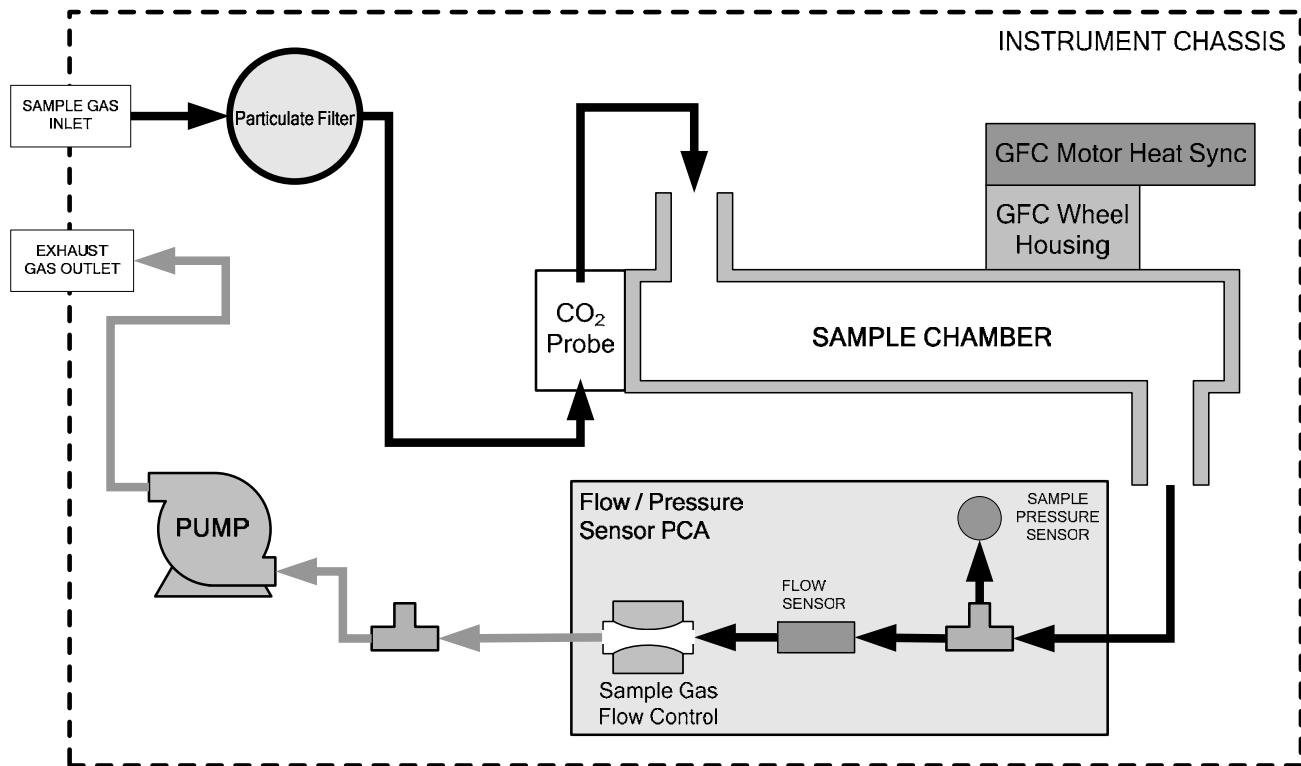 INSTRUMENT CHASSIS
SAMPLE GAS
INLET
Particulate Filter
GFC Motor Heat Sync
GFC Wheel
Housing
EXHAUST
GAS OUTLET
CO₂
Probe
SAMPLE CHAMBER
PUMP
Flow / Pressure
Sensor PCA
SAMPLE
PRESSURE
SENSOR
FLOW
SENSOR
Sample Gas
Flow Control